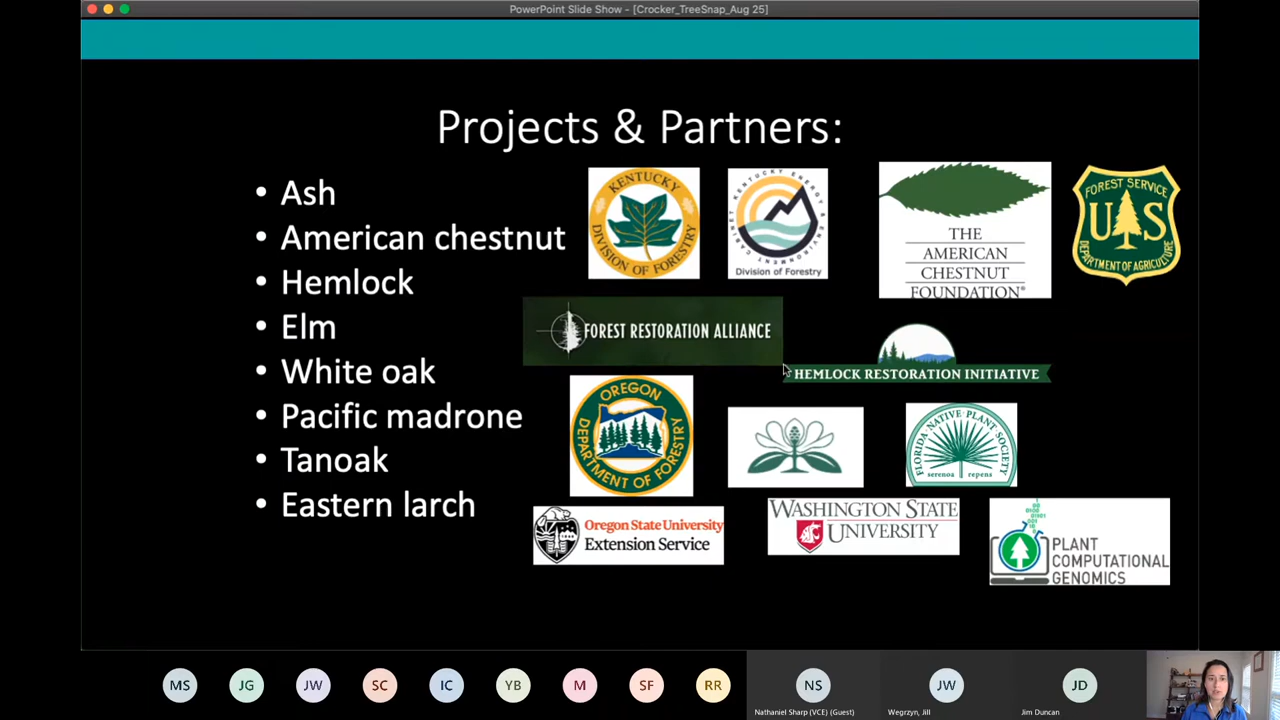 PowerPoint Slide Show - [Crocker_TreeSnap_Aug 25]
Projects & Partners:
• Ash
• American chestnut
• Hemlock
• Elm
• White oak
• Pacific madrone
• Tanoak
• Eastern larch
KENTUCKY
DIVISION OF FORESTRY
KENTUCKY ENERGY & ENVIRONMENT CABINET
Division of Forestry
THE
AMERICAN
CHESTNUT
FOUNDATION®
FOREST SERVICE
U S
DEPARTMENT OF AGRICULTURE
FOREST RESTORATION ALLIANCE
HEMLOCK RESTORATION INITIATIVE
OREGON
DEPARTMENT OF FORESTRY
FLORIDA NATIVE PLANT SOCIETY
serenoa repens
Oregon State University
Extension Service
WASHINGTON STATE
UNIVERSITY
PLANT
COMPUTATIONAL
GENOMICS
MS
JG
JW
SC
IC
YB
M
SF
RR
NS
JW
JD
Nathaniel Sharp (VCE) (Guest)
Wegrzyn, Jill
Jim Duncan